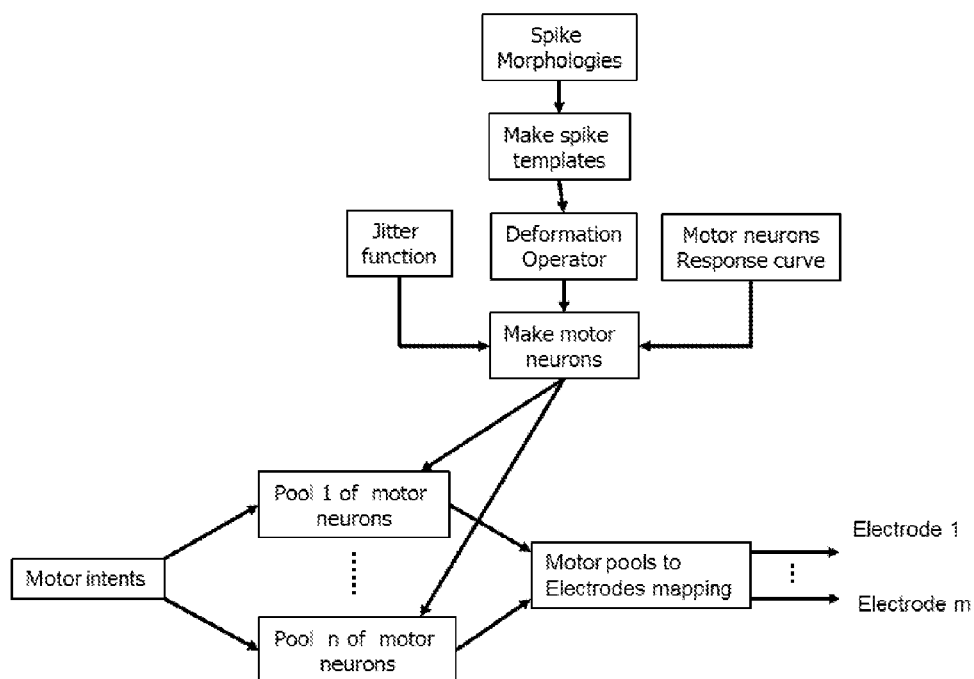 Spike
Morphologies
Make spike
templates
Jitter
function
Deformation
Operator
Motor neurons
Response curve
Make motor
neurons
Pool 1 of motor
neurons
Motor intents
Pool n of motor
neurons
Motor pools to
Electrodes mapping
Electrode 1
Electrode m